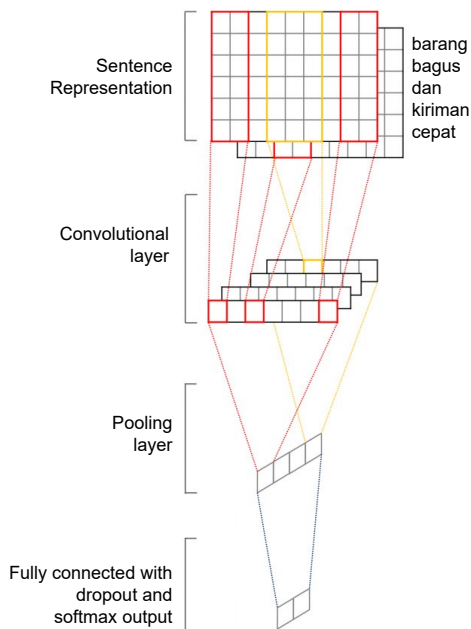 Sentence
Representation
barang
bagus
dan
kiriman
cepat
Convolutional
layer
Pooling
layer
Fully connected with
dropout and
softmax output